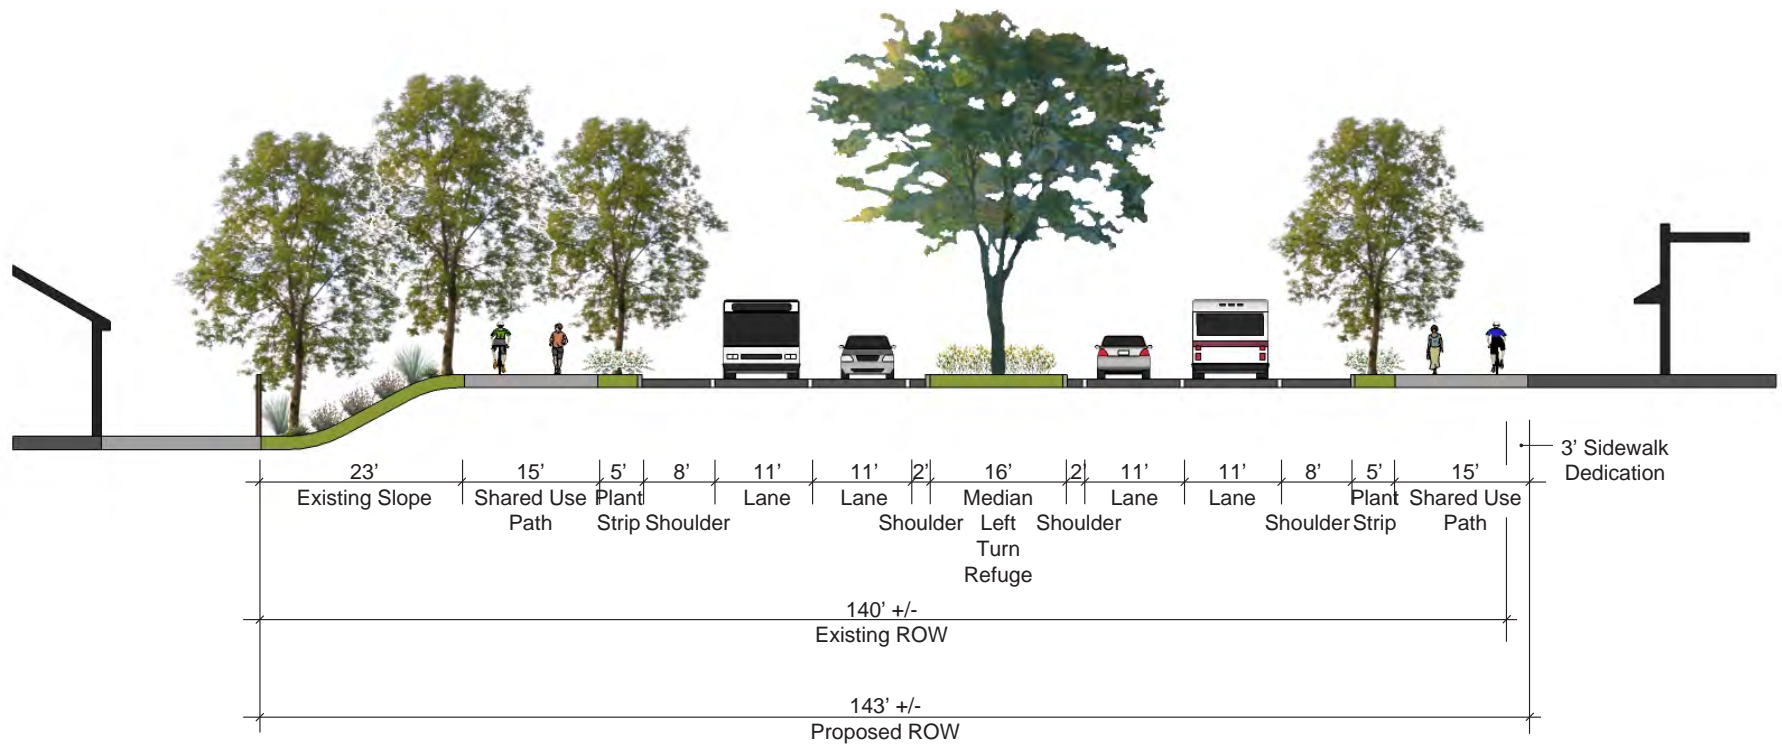 3’ Sidewalk
Dedication
23’ 15’ 5’ 8’ 11’ 11’ 2’ 16’ 2’ 11’ 11’ 8’ 5’ 15’
Existing Slope Shared Use Plant Lane Lane Median Lane Lane Plant Shared Use
Path Strip Shoulder Shoulder Left Shoulder Shoulder Strip Path
Turn
Refuge
140’ +/-
Existing ROW
143’ +/-
Proposed ROW